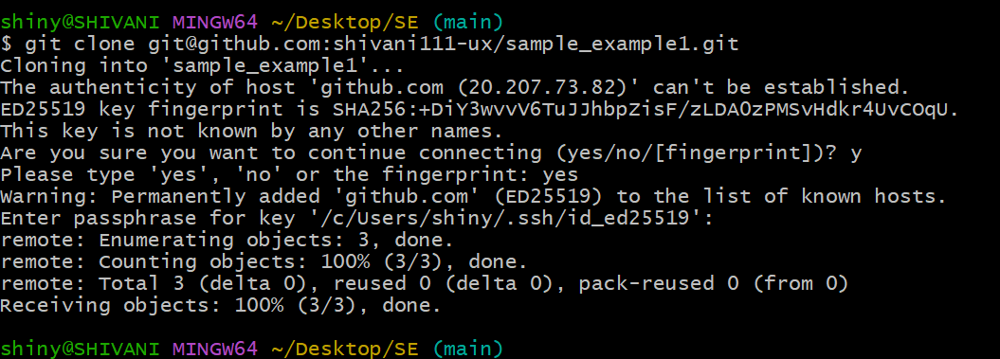 shiny@SHIVANI MINGW64 ~/Desktop/SE (main)
$ git clone git@github.com:shivani111-ux/sample_example1.git
Cloning into 'sample_example1'...
The authenticity of host 'github.com (20.207.73.82)' can't be established.
ED25519 key fingerprint is SHA256:+DiY3wvvV6TuJJhbpZisF/zLDA0zPMSvHdkr4UvCOqU.
This key is not known by any other names.
Are you sure you want to continue connecting (yes/no/[fingerprint])? y
Please type 'yes', 'no' or the fingerprint: yes
Warning: Permanently added 'github.com' (ED25519) to the list of known hosts.
Enter passphrase for key '/c/Users/shiny/.ssh/id_ed25519':
remote: Enumerating objects: 3, done.
remote: Counting objects: 100% (3/3), done.
remote: Total 3 (delta 0), reused 0 (delta 0), pack-reused 0 (from 0)
Receiving objects: 100% (3/3), done.
shiny@SHIVANI MINGW64 ~/Desktop/SE (main)